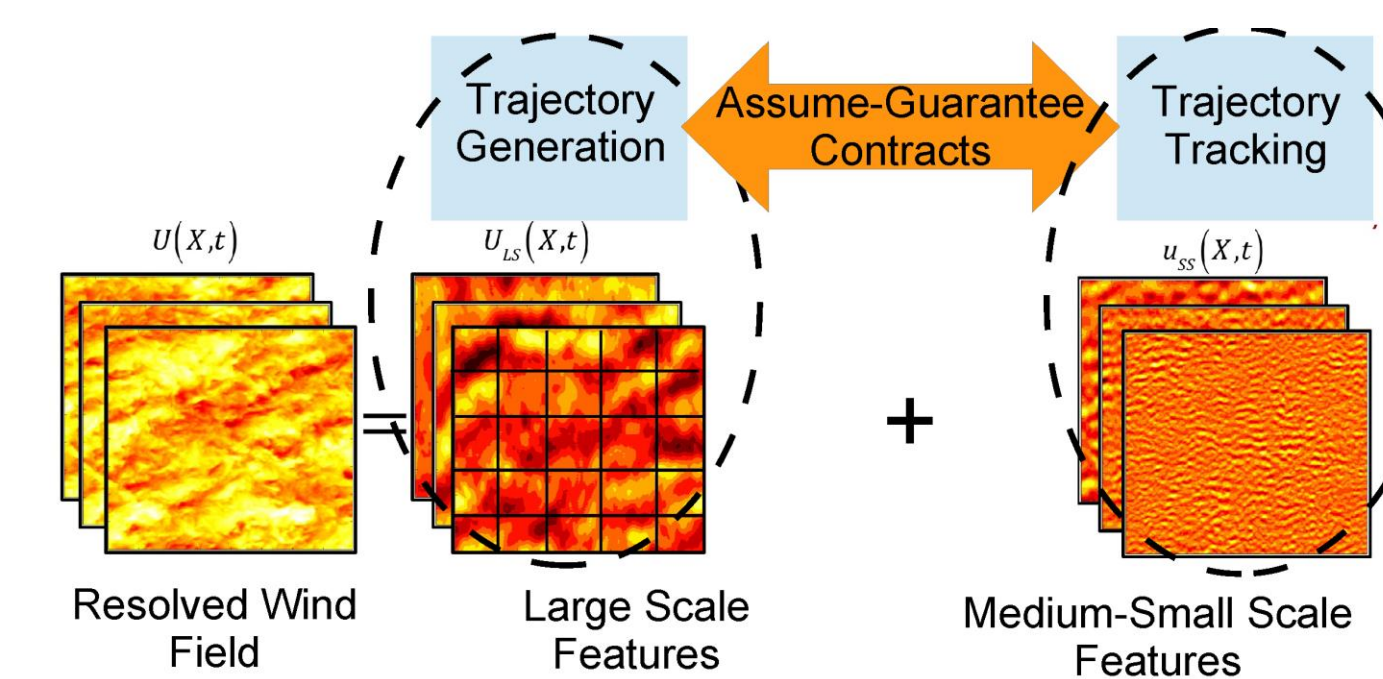 Trajectory
Generation
Assume-Guarantee
Contracts
Trajectory
Tracking
U(X,t)
U_LS(X,t)
u_SS(X,t)
=
+
Resolved Wind
Field
Large Scale
Features
Medium-Small Scale
Features